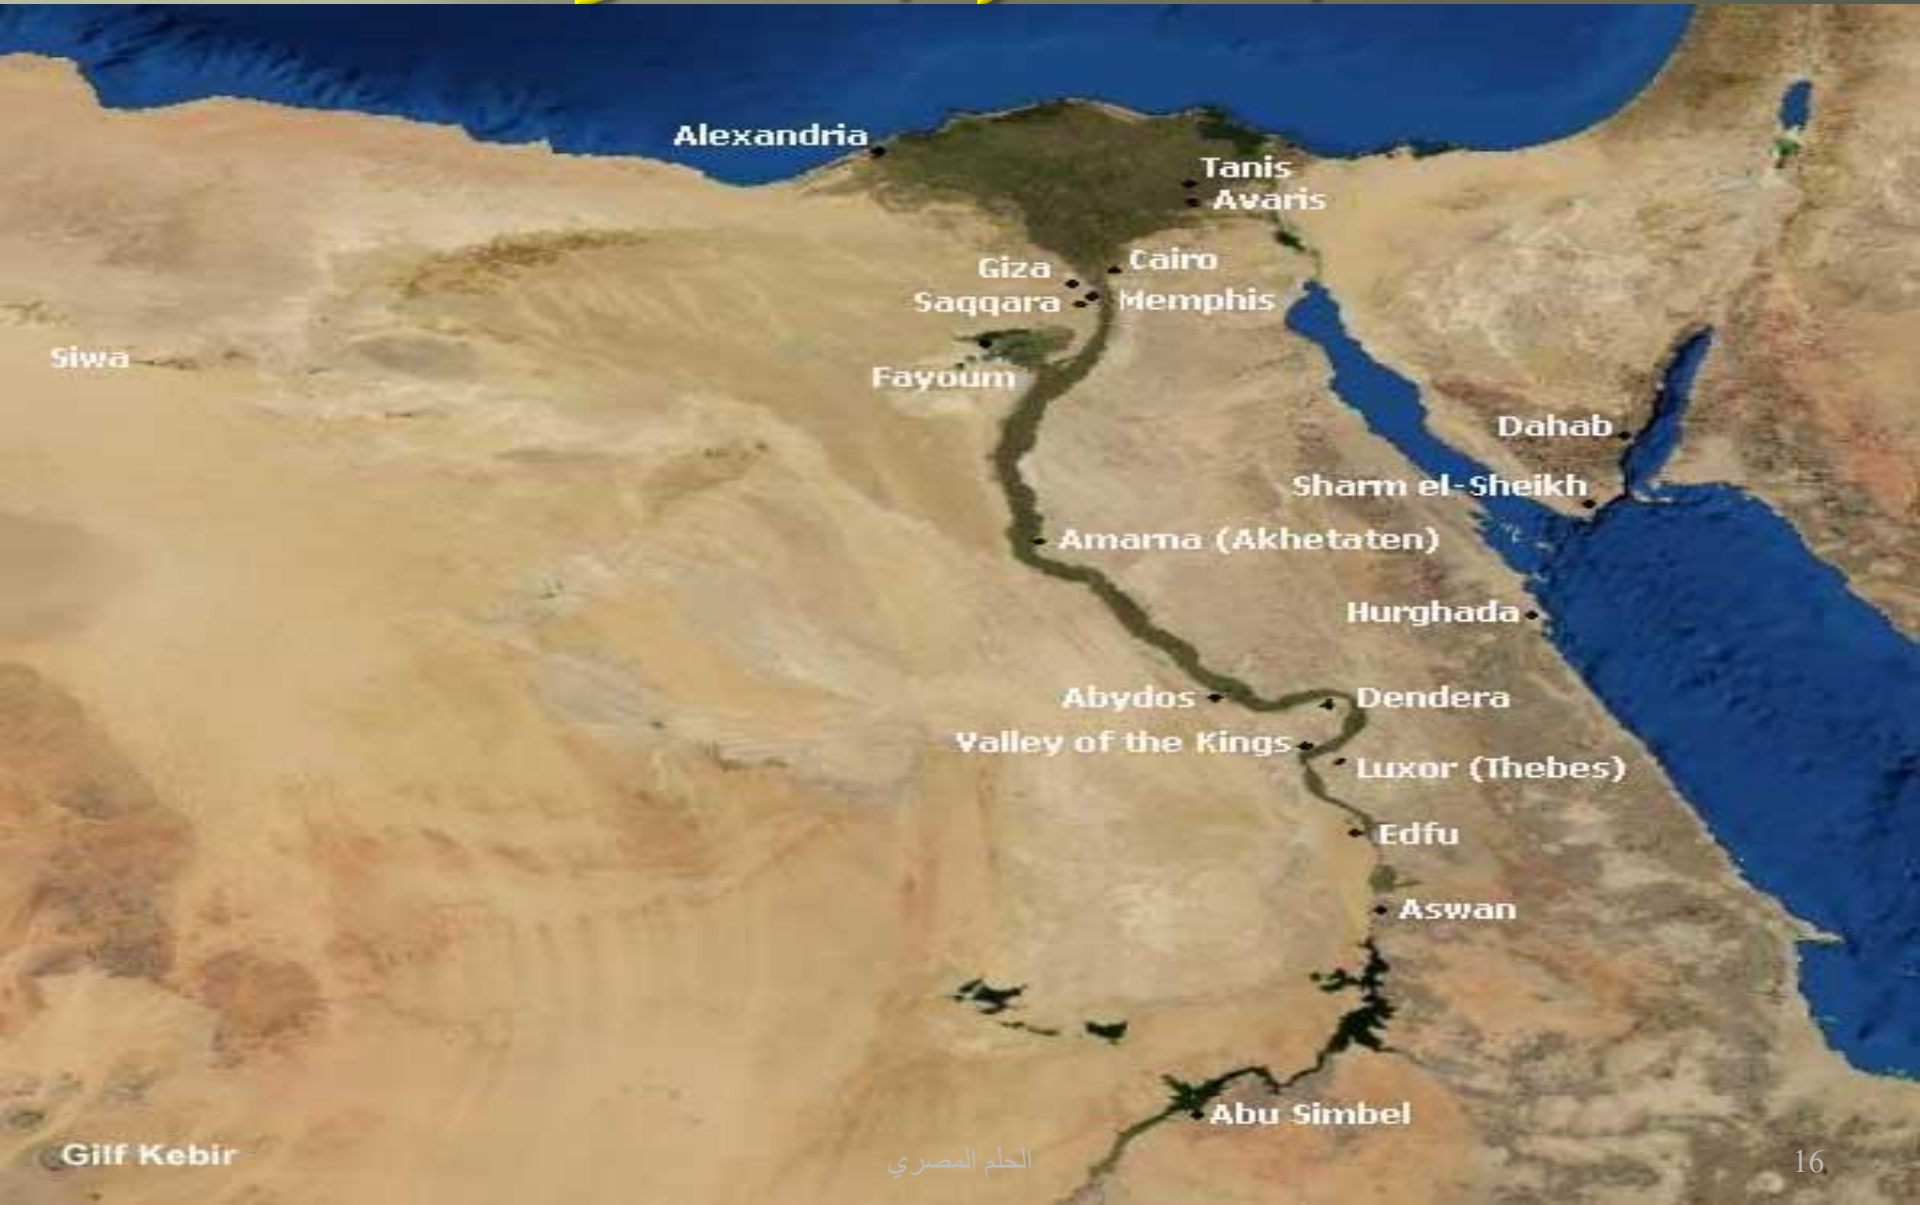 Alexandria
Tanis
Avaris
Cairo
Giza
Saqqara
Memphis
Siwa
Fayoum
Dahab
Sharm el-Sheikh
Amarna (Akhetaten)
Hurghada
Abydos
Dendera
Valley of the Kings
Luxor (Thebes)
Edfu
Aswan
Abu Simbel
Gilf Kebir
الحلم المصري
16